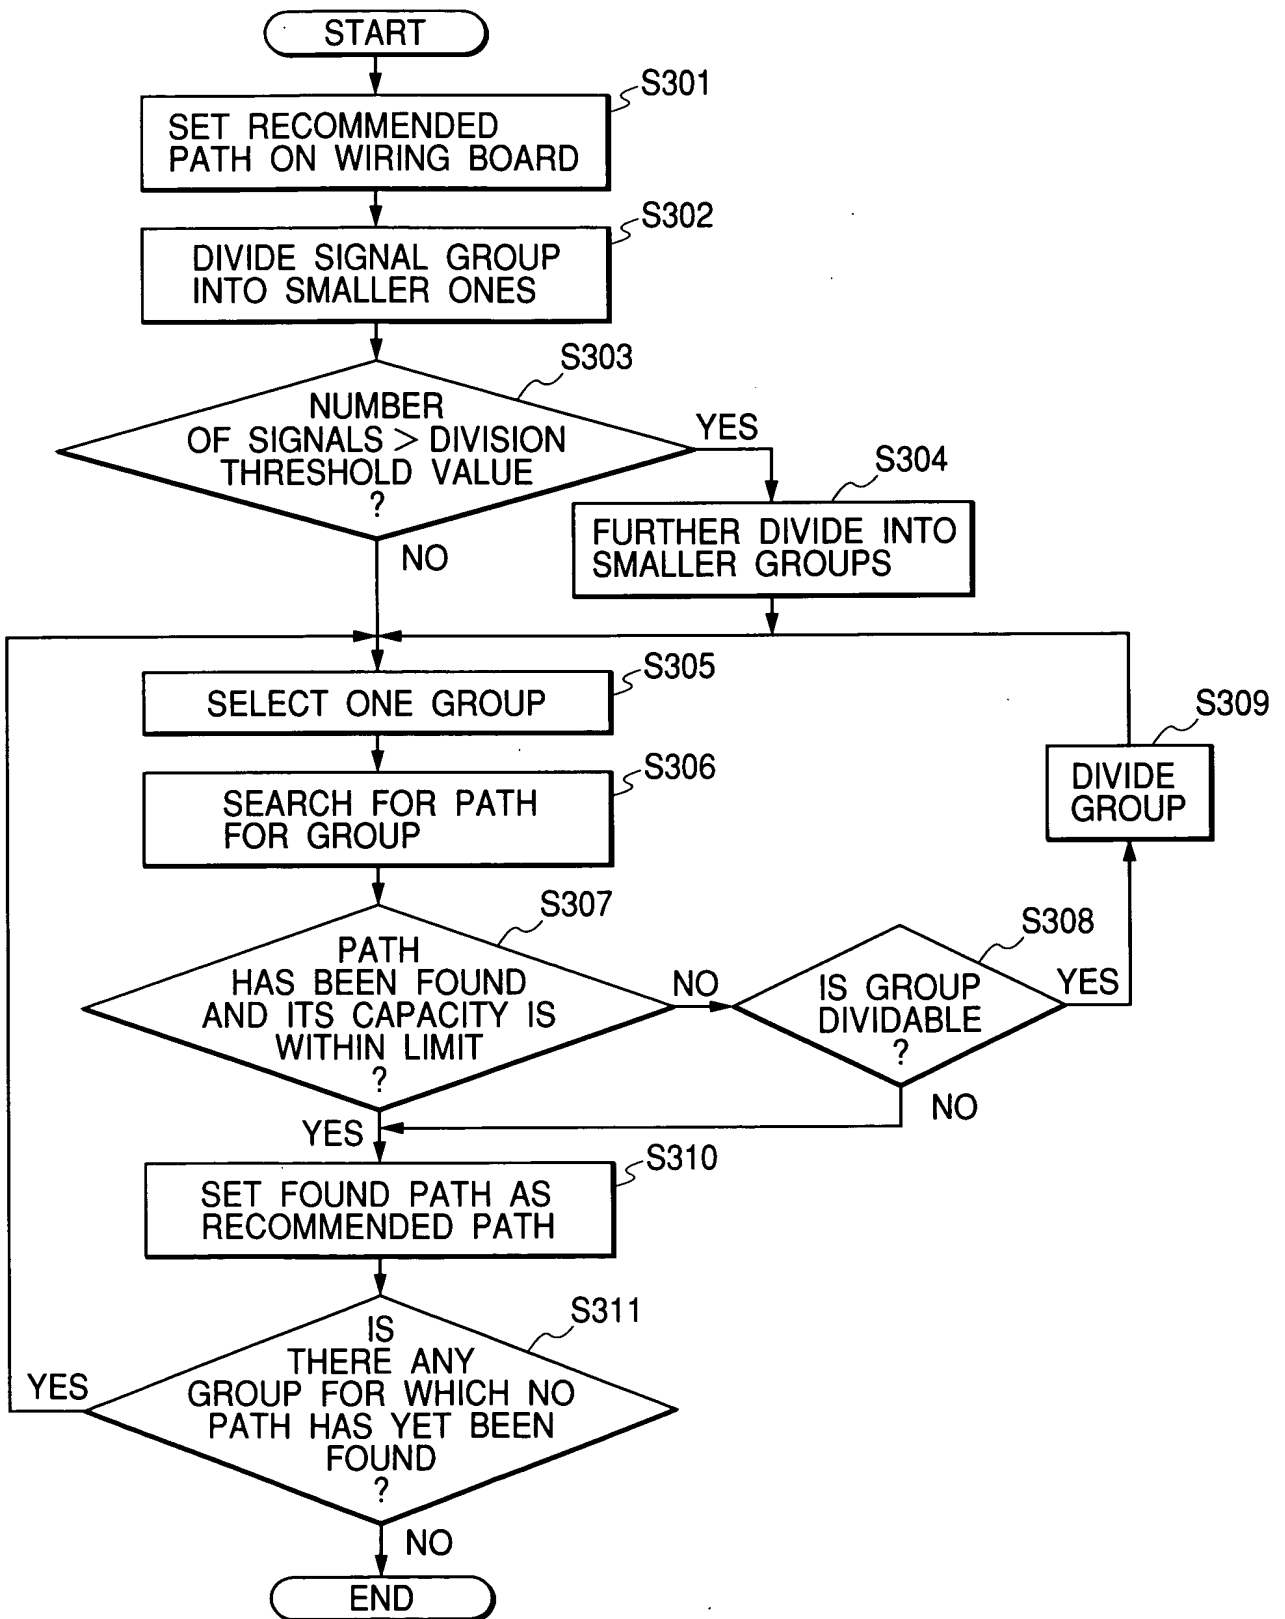 START
S301
SET RECOMMENDED
PATH ON WIRING BOARD
S302
DIVIDE SIGNAL GROUP
INTO SMALLER ONES
S303
NUMBER
OF SIGNALS > DIVISION
THRESHOLD VALUE
?
YES
NO
S304
FURTHER DIVIDE INTO
SMALLER GROUPS
S305
SELECT ONE GROUP
S306
SEARCH FOR PATH
FOR GROUP
S307
PATH
HAS BEEN FOUND
AND ITS CAPACITY IS
WITHIN LIMIT
?
NO
YES
S308
IS GROUP
DIVIDABLE
?
YES
NO
S309
DIVIDE
GROUP
S310
SET FOUND PATH AS
RECOMMENDED PATH
S311
IS
THERE ANY
GROUP FOR WHICH NO
PATH HAS YET BEEN
FOUND
?
YES
NO
END